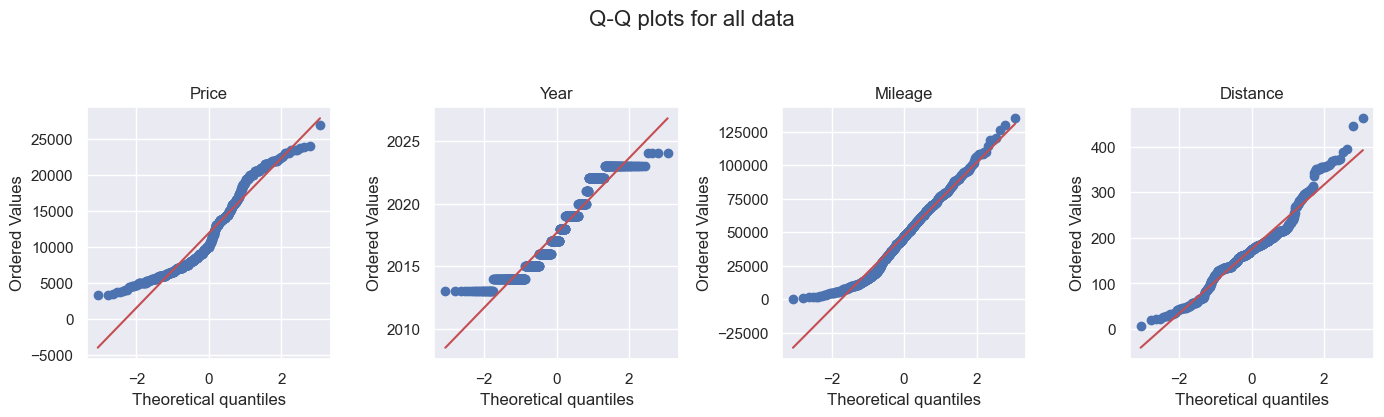 Q-Q plots for all data
Price
Ordered Values
25000
20000
15000
10000
5000
0
−5000
−2
0
2
Theoretical quantiles
Year
Ordered Values
2025
2020
2015
2010
−2
0
2
Theoretical quantiles
Mileage
Ordered Values
125000
100000
75000
50000
25000
0
−25000
−2
0
2
Theoretical quantiles
Distance
Ordered Values
400
300
200
100
0
−2
0
2
Theoretical quantiles